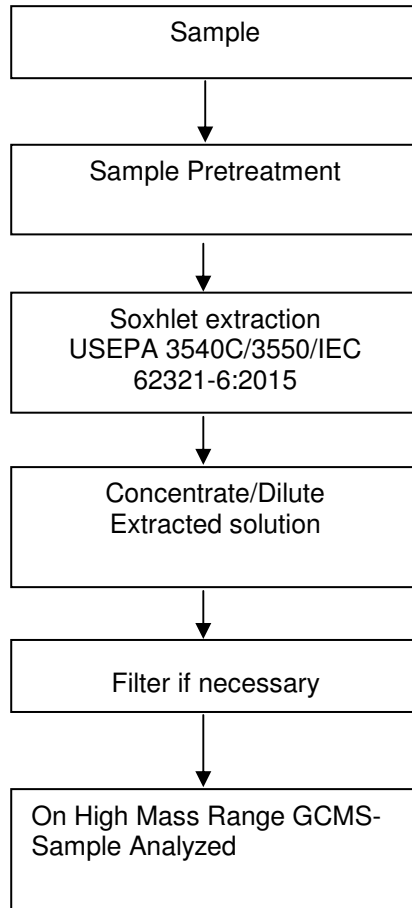 Sample
Sample Pretreatment
Soxhlet extraction
USEPA 3540C/3550/IEC
62321-6:2015
Concentrate/Dilute
Extracted solution
Filter if necessary
On High Mass Range GCMS-
Sample Analyzed